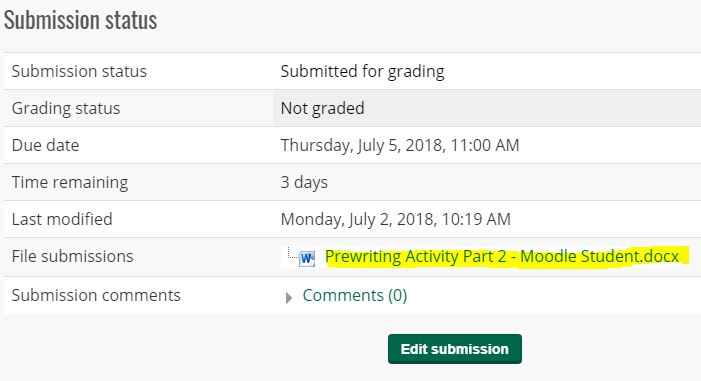 Submission status
Submission status Submitted for grading
Grading status Not graded
Due date Thursday, July 5, 2018, 11:00 AM
Time remaining 3 days
Last modified Monday, July 2, 2018, 10:19 AM
File submissions Prewriting Activity Part 2 - Moodle Student.docx
Submission comments Comments (0)
Edit submission